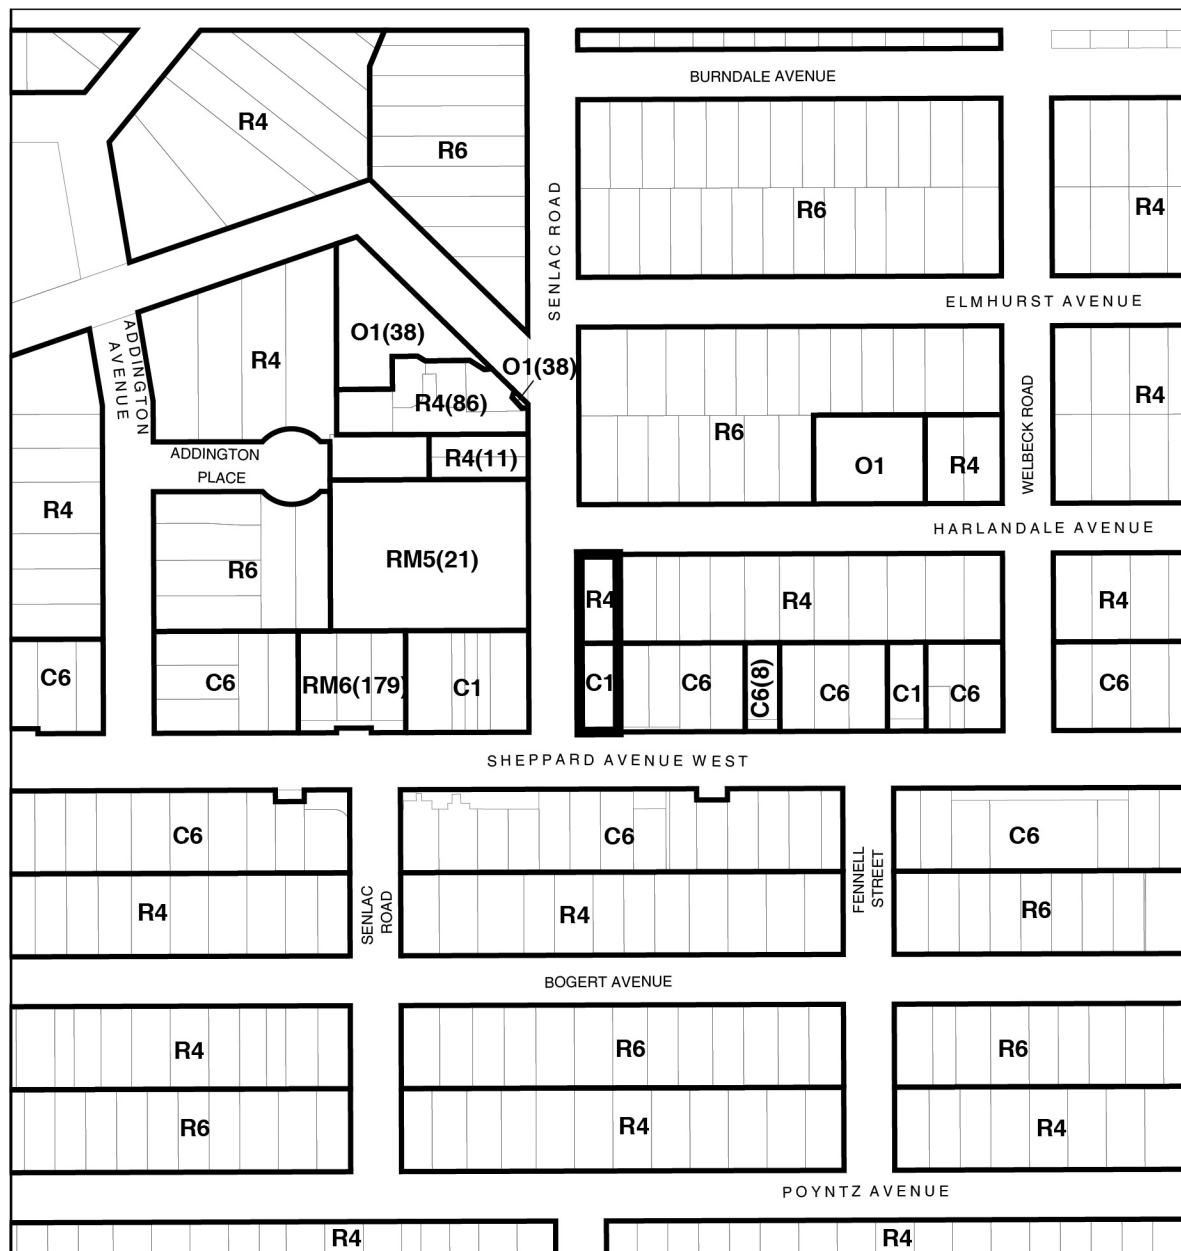 BURNDALE AVENUE
R4
R6
SENLAC ROAD
R6
R4
ELMHURST AVENUE
ADDINGTON
AVENUE
O1(38)
R4
O1(38)
R4(86)
R6
R4
WELBECK ROAD
ADDINGTON
PLACE
R4(11)
O1
R4
R4
HARLANDALE AVENUE
R6
RM5(21)
R4
R4
R4
C6
C6
RM6(179)
C1
C1
C6
C6(8)
C6
C1
C6
C6
SHEPPARD AVENUE WEST
C6
C6
C6
FENNELL
STREET
R4
SENLAC
ROAD
R4
R6
BOGERT AVENUE
R4
R6
R6
R6
R4
R4
POYNTZ AVENUE
R4
R4